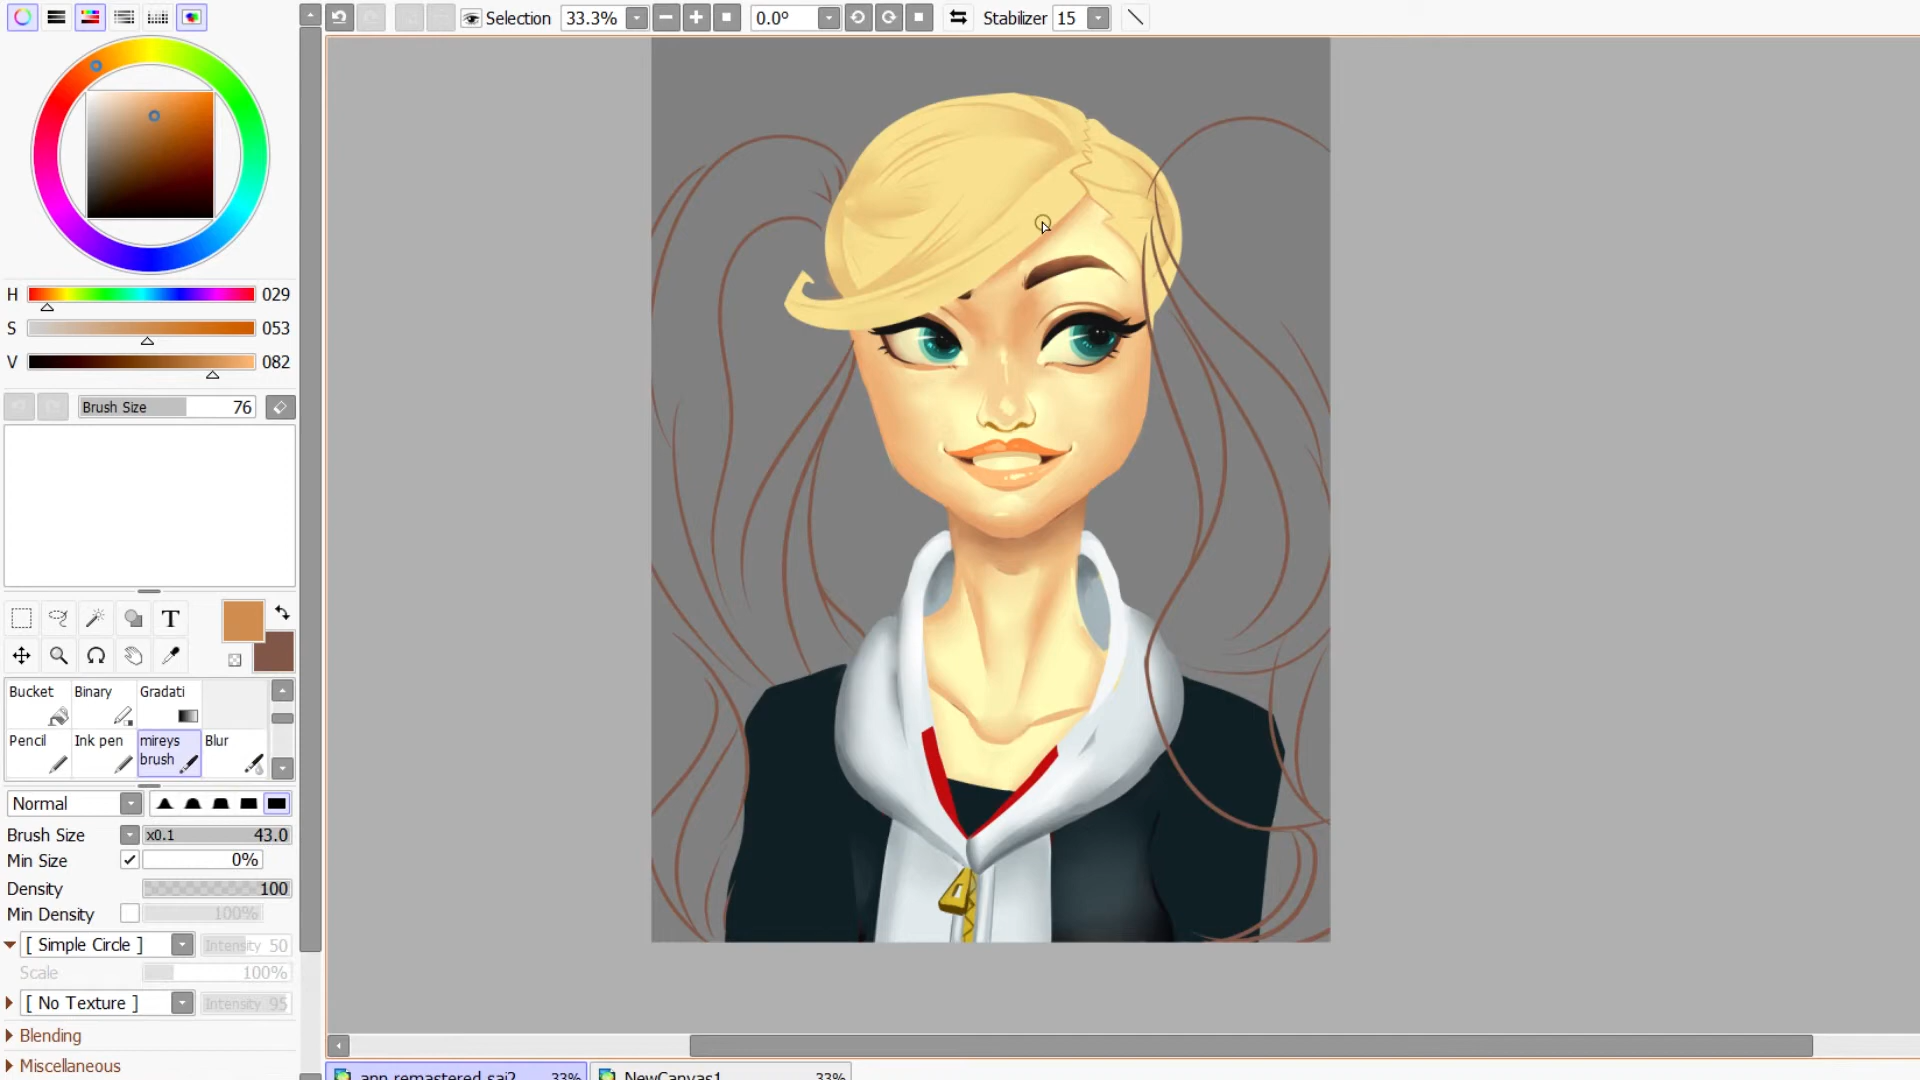 Selection 33.3% 0.0° Stabilizer 15
H 029
S 053
V 082
Brush Size 76
T
Bucket Binary Gradati
Pencil Ink pen mireys brush Blur
Normal
Brush Size x0.1 43.0
Min Size 0%
Density 100
Min Density 100%
[ Simple Circle ] Intensity 50
Scale 100%
[ No Texture ] Intensity 95
Blending
Miscellaneous
ann remastered.sai2 33% NewCanvas1 33%